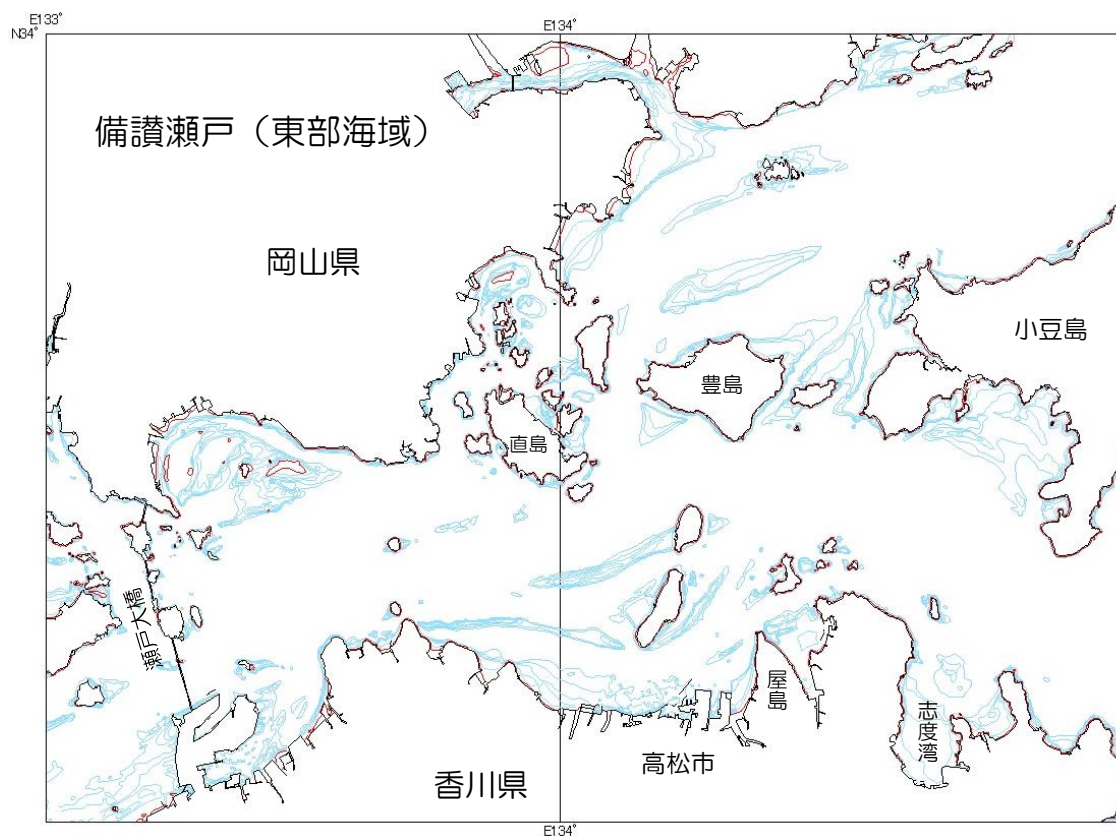 E133°
E134°
N34°
備讃瀬戸（東部海域）
岡山県
小豆島
豊島
直島
瀬戸大橋
屋島
志度湾
高松市
香川県
E134°